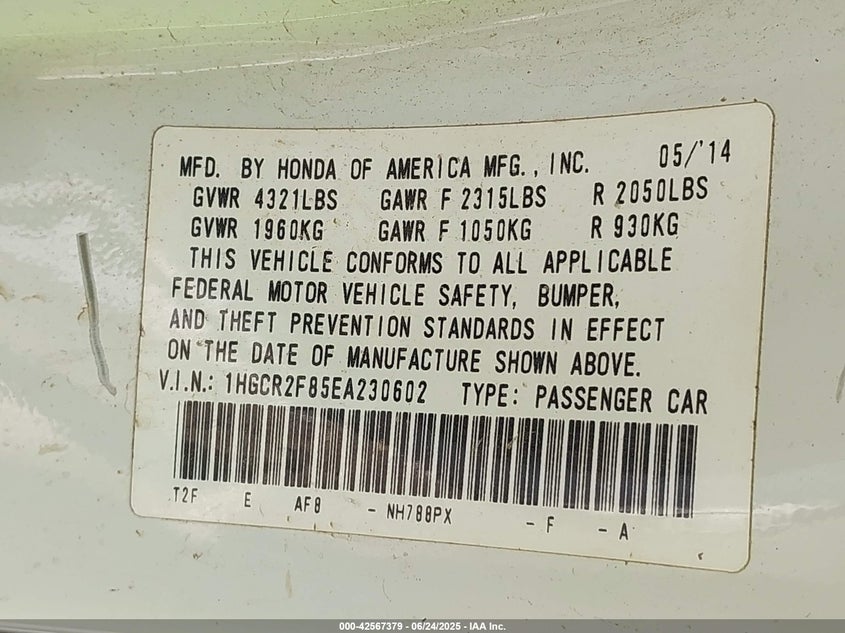 MFD. BY HONDA OF AMERICA MFG., INC. 05/'14
GVWR 4321LBS GAWR F 2315LBS R 2050LBS
GVWR 1960KG GAWR F 1050KG R 930KG
THIS VEHICLE CONFORMS TO ALL APPLICABLE
FEDERAL MOTOR VEHICLE SAFETY, BUMPER,
AND THEFT PREVENTION STANDARDS IN EFFECT
ON THE DATE OF MANUFACTURE SHOWN ABOVE.
V.I.N.: 1HGCR2F85EA230602 TYPE: PASSENGER CAR
T2F E AF8 - NH788PX - F - A
000-42567379 - 06/24/2025 - IAA Inc.